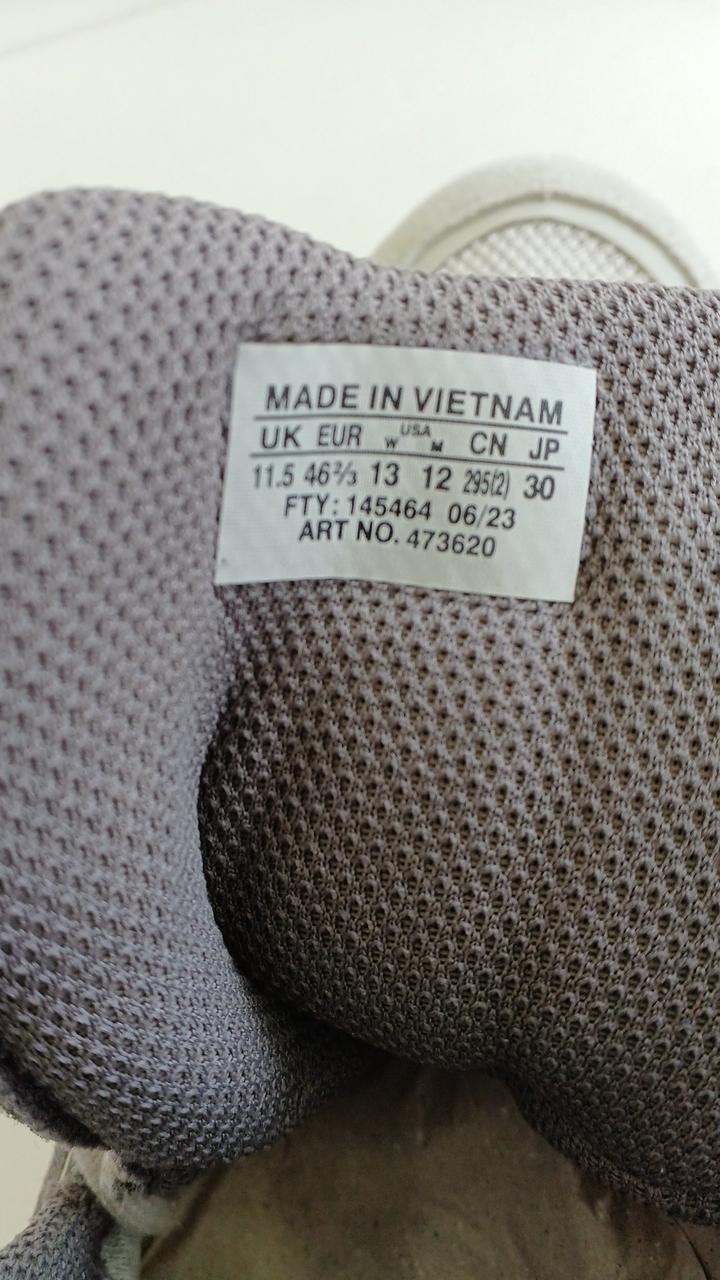 MADE IN VIETNAM
UK EUR W USA M CN JP
11.5 46⅔ 13 12 295(2) 30
FTY: 145464 06/23
ART NO. 473620